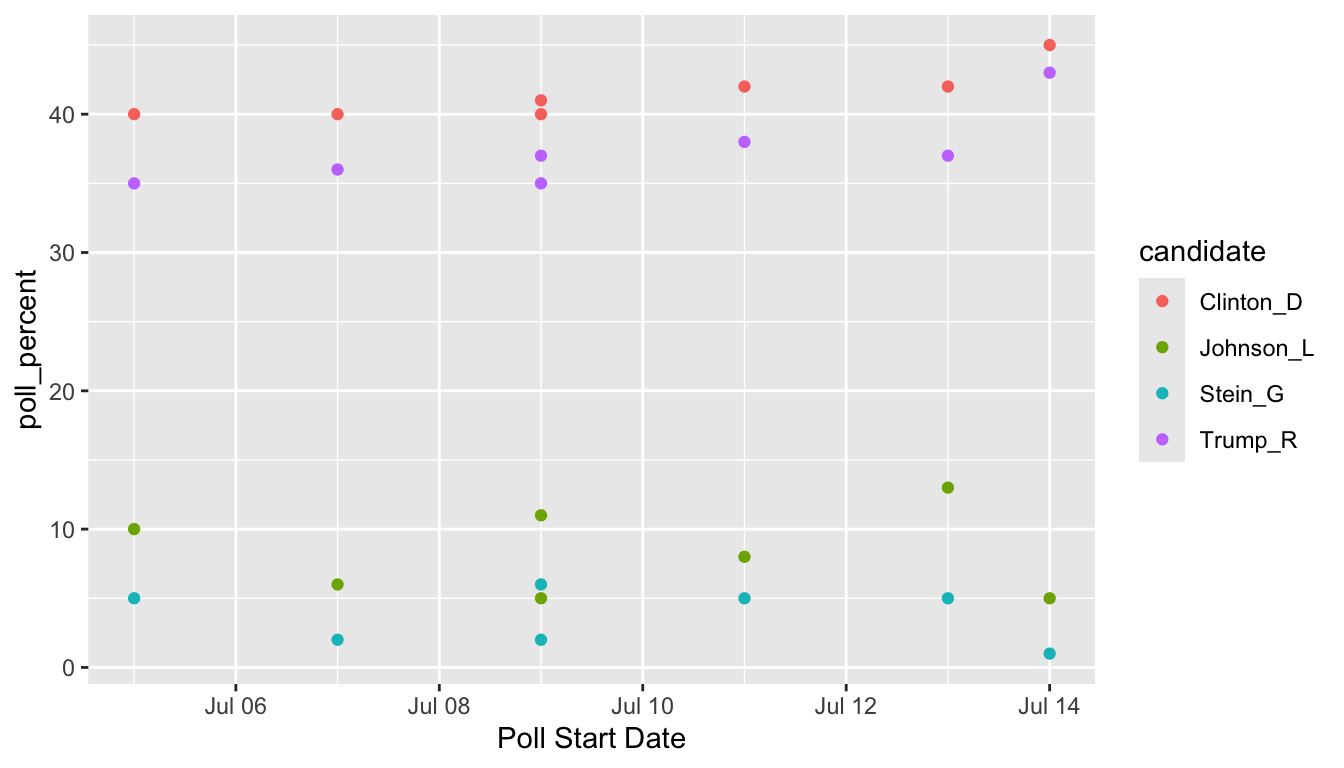 40
30
20
10
0
poll_percent
Jul 06
Jul 08
Jul 10
Jul 12
Jul 14
Poll Start Date
candidate
Clinton_D
Johnson_L
Stein_G
Trump_R